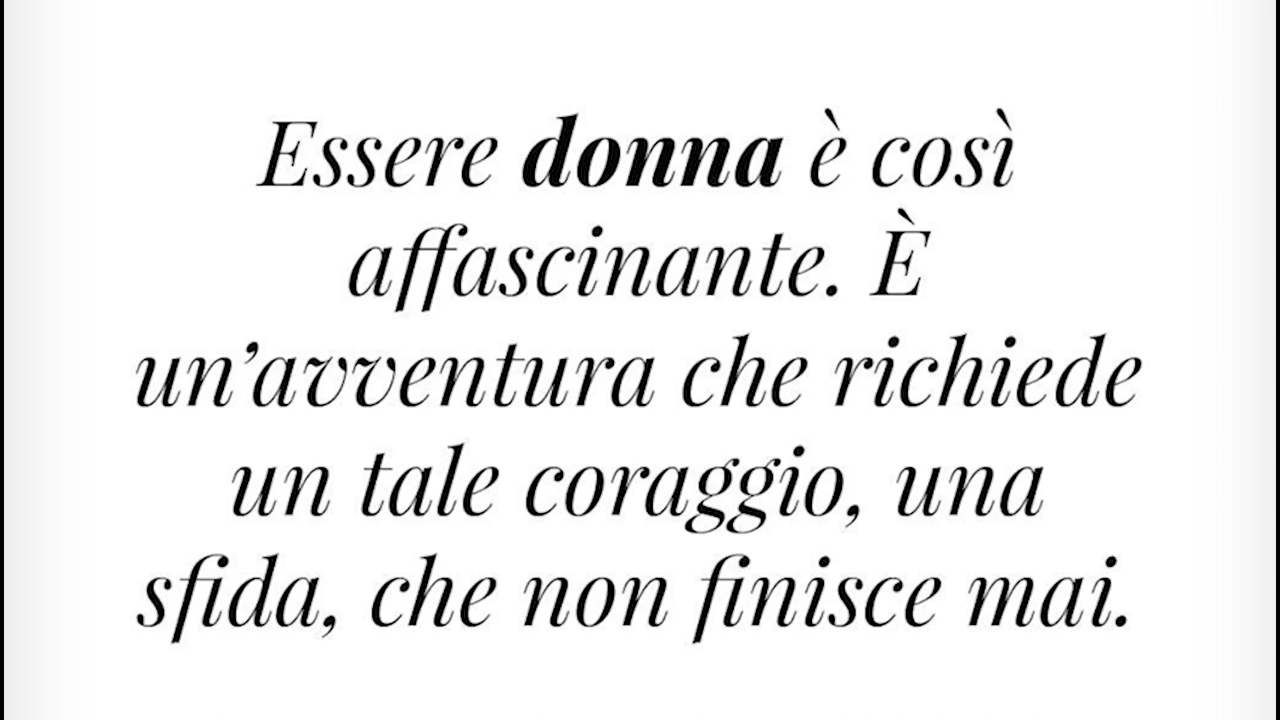 Essere donna è così
affascinante. È
un’avventura che richiede
un tale coraggio, una
sfida, che non finisce mai.